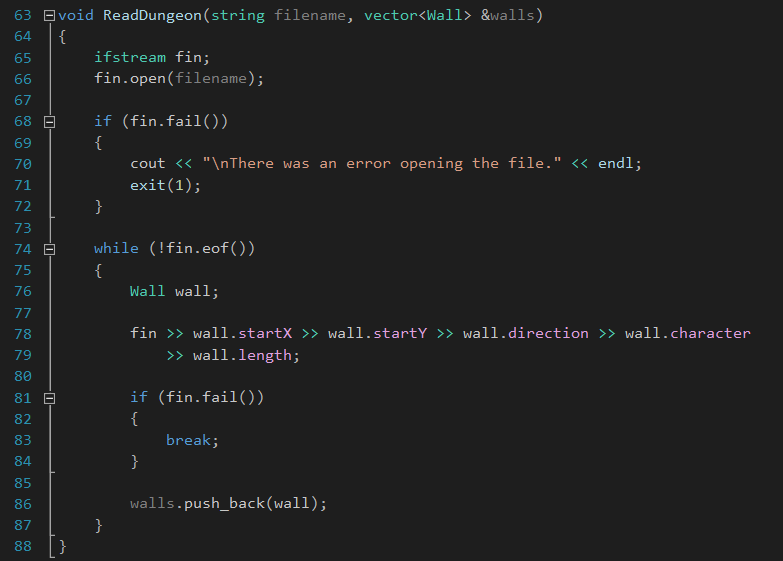 63 void ReadDungeon(string filename, vector<Wall> &walls)
64 {
65     ifstream fin;
66     fin.open(filename);
67
68     if (fin.fail())
69     {
70         cout << "\nThere was an error opening the file." << endl;
71         exit(1);
72     }
73
74     while (!fin.eof())
75     {
76         Wall wall;
77
78         fin >> wall.startX >> wall.startY >> wall.direction >> wall.character
79             >> wall.length;
80
81         if (fin.fail())
82         {
83             break;
84         }
85
86         walls.push_back(wall);
87     }
88 }